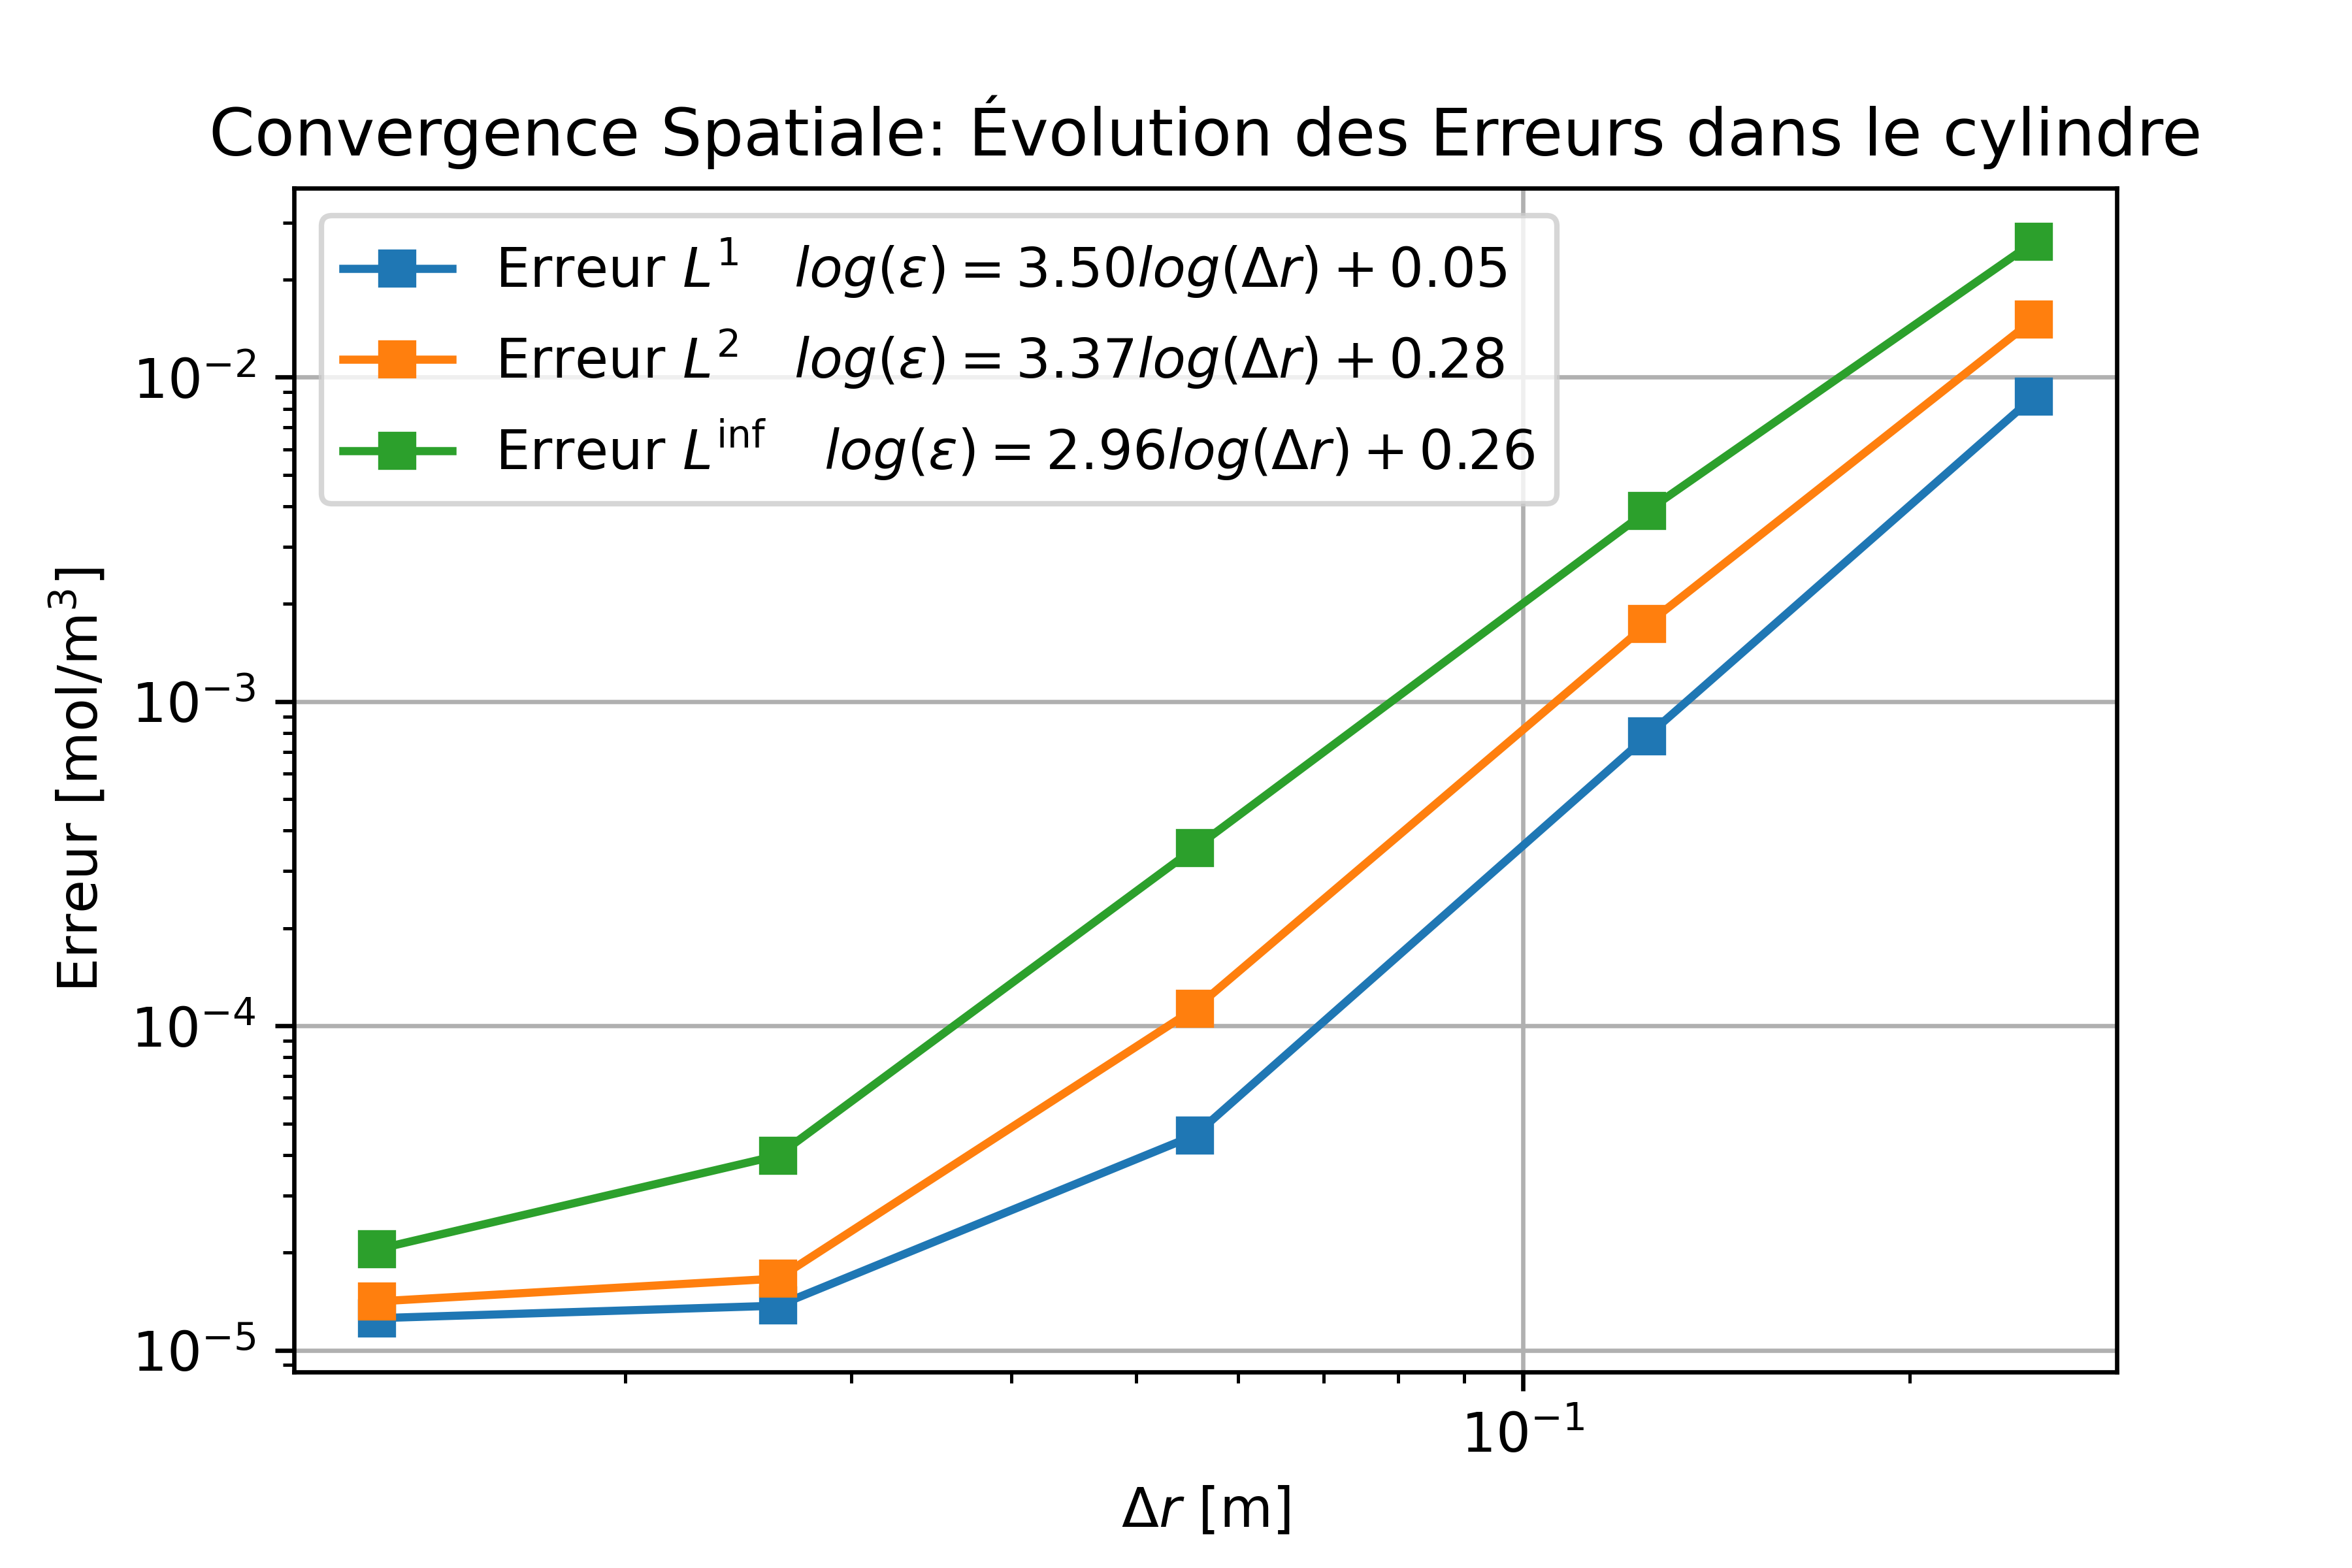 Convergence Spatiale: Évolution des Erreurs dans le cylindre
Erreur L^1 log(ε) = 3.50log(Δr) + 0.05
Erreur L^2 log(ε) = 3.37log(Δr) + 0.28
Erreur L^inf log(ε) = 2.96log(Δr) + 0.26
Erreur [mol/m³]
10⁻²
10⁻³
10⁻⁴
10⁻⁵
10⁻¹
Δr [m]